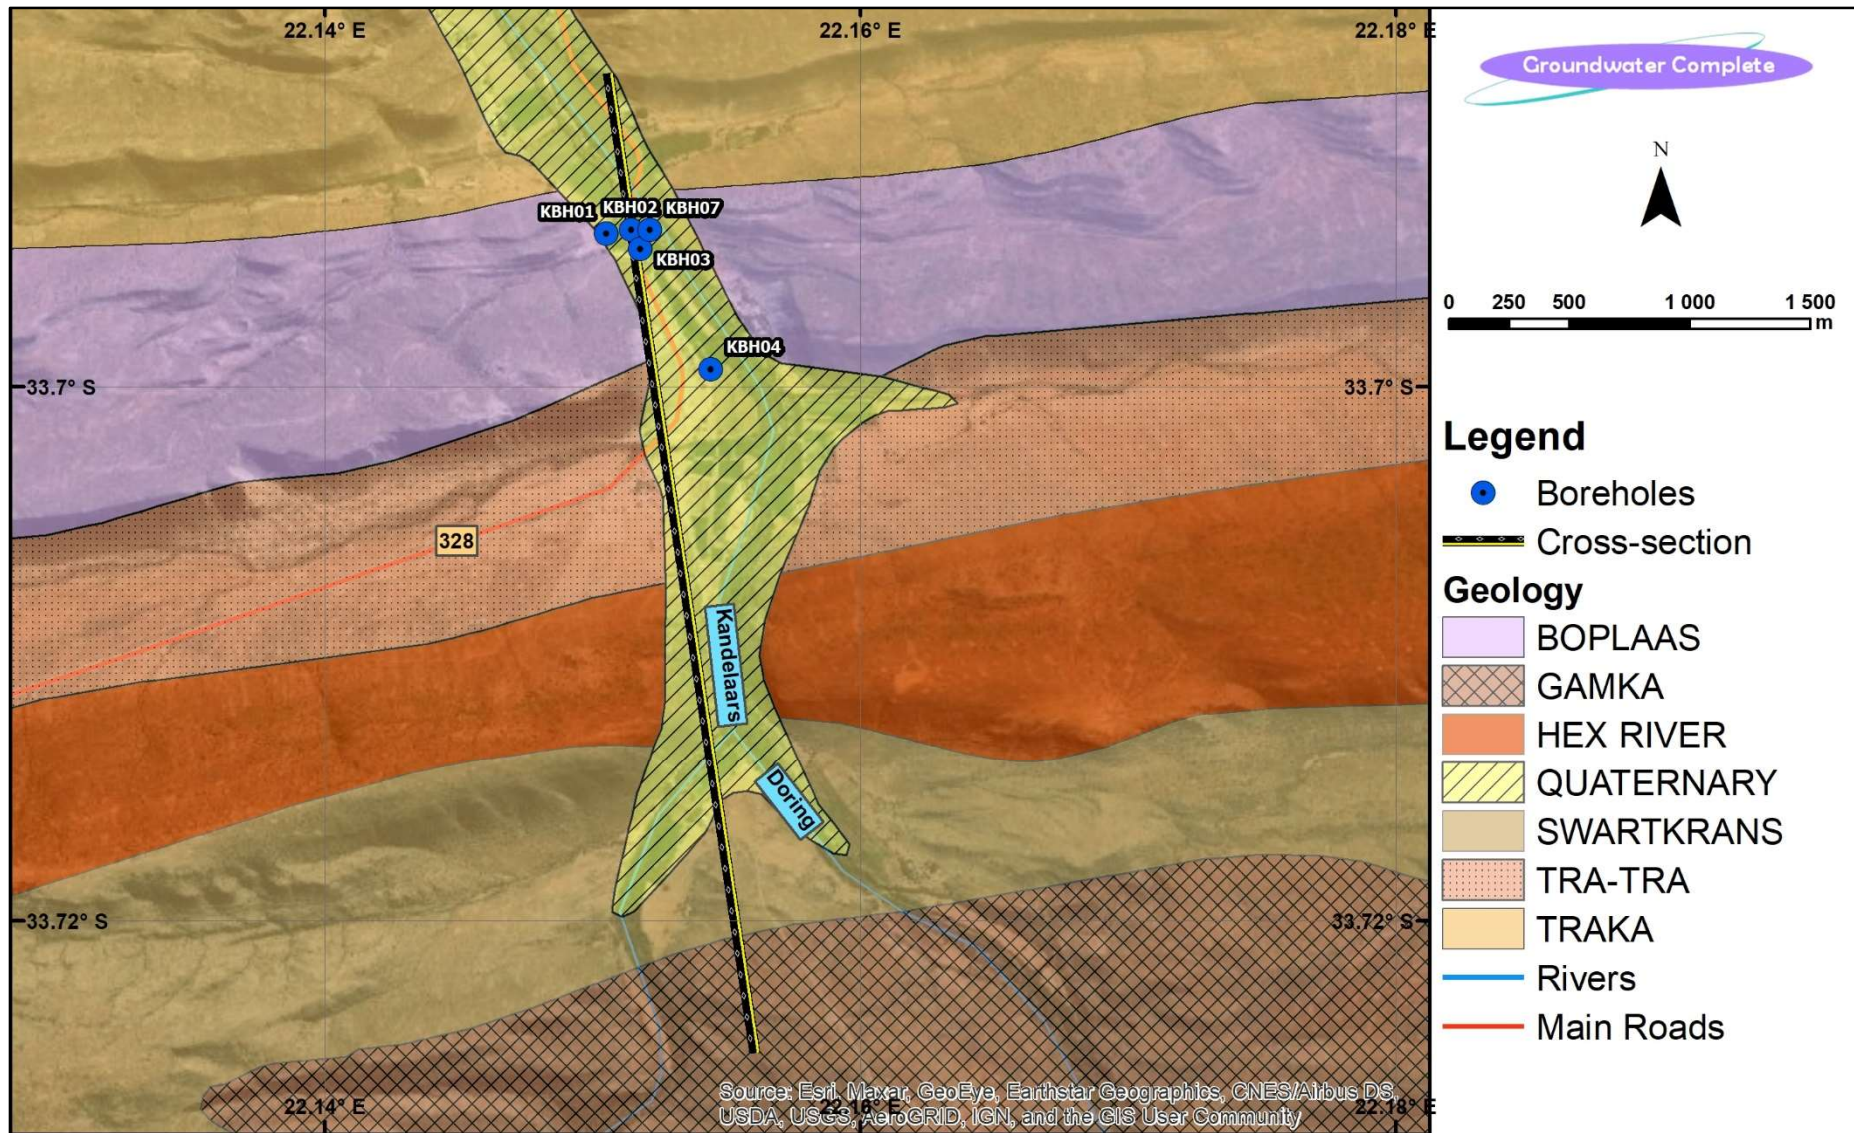 22.14° E
22.16° E
22.18° E
KBH01
KBH02
KBH07
KBH03
KBH04
33.7° S
33.7° S
328
Kandelaars
Doring
33.72° S
33.72° S
22.14° E
22.16° E
22.18° E
Source: Esri, Maxar, GeoEye, Earthstar Geographics, CNES/Airbus DS,
USDA, USGS, AeroGRID, IGN, and the GIS User Community
Groundwater Complete
N
0 250 500 1 000 1 500
m
Legend
Boreholes
Cross-section
Geology
BOPLAAS
GAMKA
HEX RIVER
QUATERNARY
SWARTKRANS
TRA-TRA
TRAKA
Rivers
Main Roads